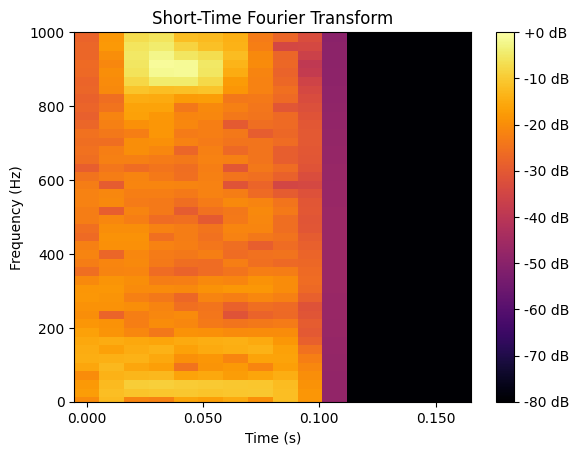 Short-Time Fourier Transform
1000
800
600
400
200
0
Frequency (Hz)
0.000
0.050
0.100
0.150
Time (s)
+0 dB
-10 dB
-20 dB
-30 dB
-40 dB
-50 dB
-60 dB
-70 dB
-80 dB